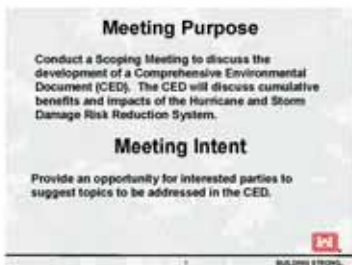 Meeting Purpose
Conduct a Scoping Meeting to discuss the
development of a Comprehensive Environmental
Document (CED). The CED will discuss cumulative
benefits and impacts of the Hurricane and Storm
Damage Risk Reduction System.
Meeting Intent
Provide an opportunity for interested parties to
suggest topics to be addressed in the CED.
BUILDING STRONG